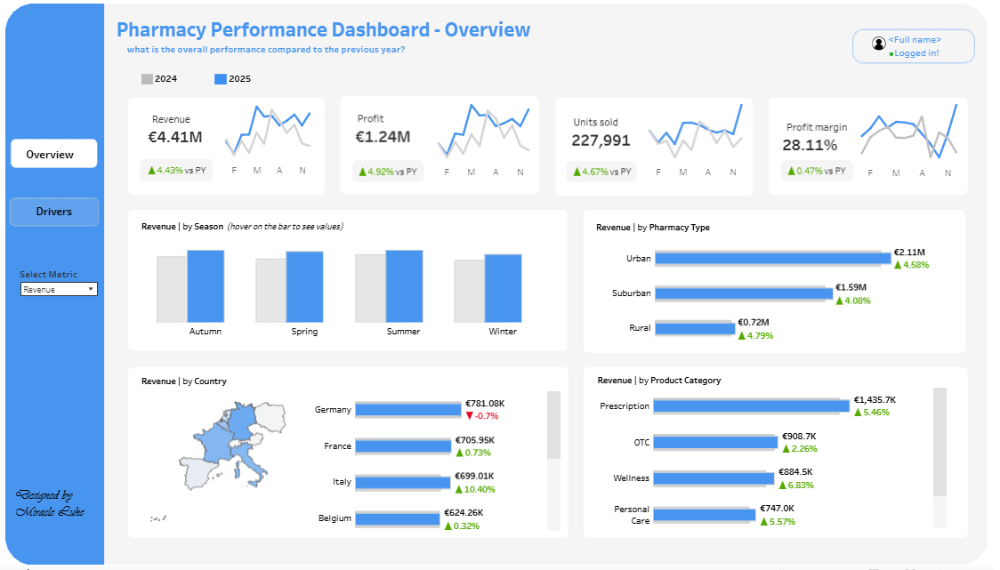 Pharmacy Performance Dashboard - Overview
what is the overall performance compared to the previous year?
<Full name>
Logged in!
2024
2025
Overview
Drivers
Select Metric
Revenue
Designed by
Miracle Luke
Revenue
€4.41M
▲4.43% vs PY
F M A N
Profit
€1.24M
▲4.92% vs PY
F M A N
Units sold
227,991
▲4.67% vs PY
F M A N
Profit margin
28.11%
▲0.47% vs PY
F M A N
Revenue | by Season (hover on the bar to see values)
Autumn Spring Summer Winter
Revenue | by Pharmacy Type
Urban €2.11M
▲4.58%
Suburban €1.59M
▲4.08%
Rural €0.72M
▲4.79%
Revenue | by Country
Germany €781.08K
▼-0.7%
France €705.95K
▲0.73%
Italy €699.01K
▲10.40%
Belgium €624.26K
▲0.32%
Revenue | by Product Category
Prescription €1,435.7K
▲5.46%
OTC €908.7K
▲2.26%
Wellness €884.5K
▲6.83%
Personal
Care €747.0K
▲5.57%